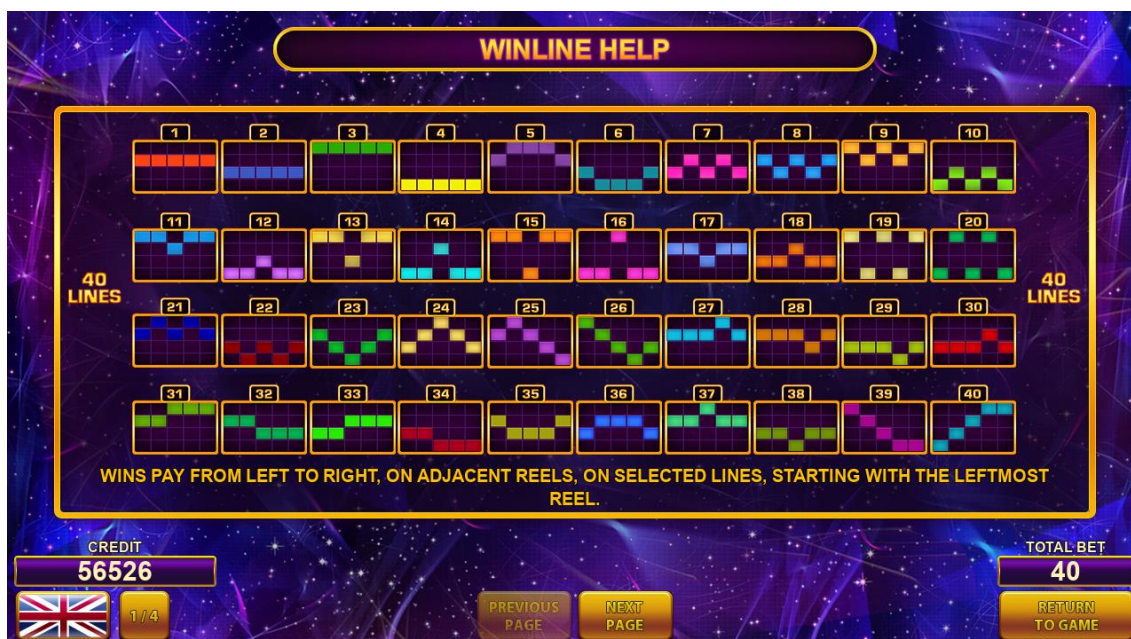 WINLINE HELP
1 2 3 4 5 6 7 8 9 10
11 12 13 14 15 16 17 18 19 20
40
LINES
40
LINES
21 22 23 24 25 26 27 28 29 30
31 32 33 34 35 36 37 38 39 40
WINS PAY FROM LEFT TO RIGHT, ON ADJACENT REELS, ON SELECTED LINES, STARTING WITH THE LEFTMOST
REEL.
CREDIT
56526
TOTAL BET
40
1/4
PREVIOUS
PAGE
NEXT
PAGE
RETURN
TO GAME